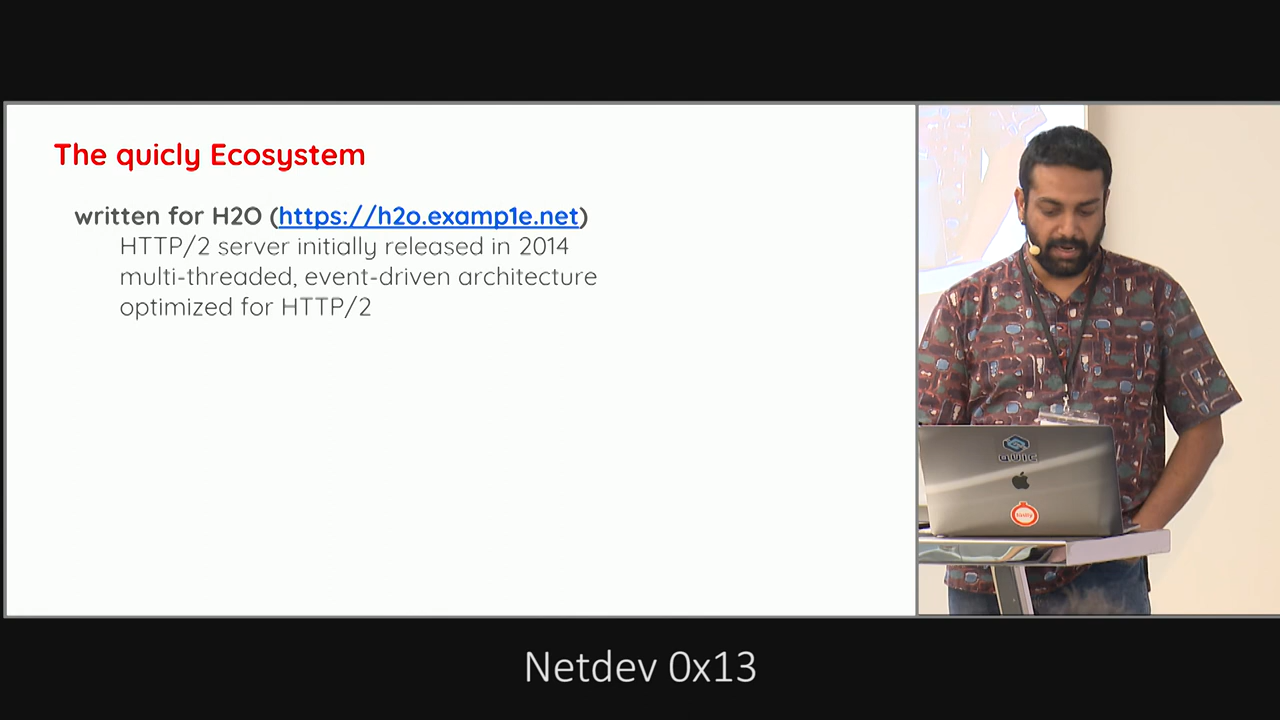 The quicly Ecosystem
written for H2O (https://h2o.examp1e.net)
HTTP/2 server initially released in 2014
multi-threaded, event-driven architecture
optimized for HTTP/2
QUIC
Netdev 0x13